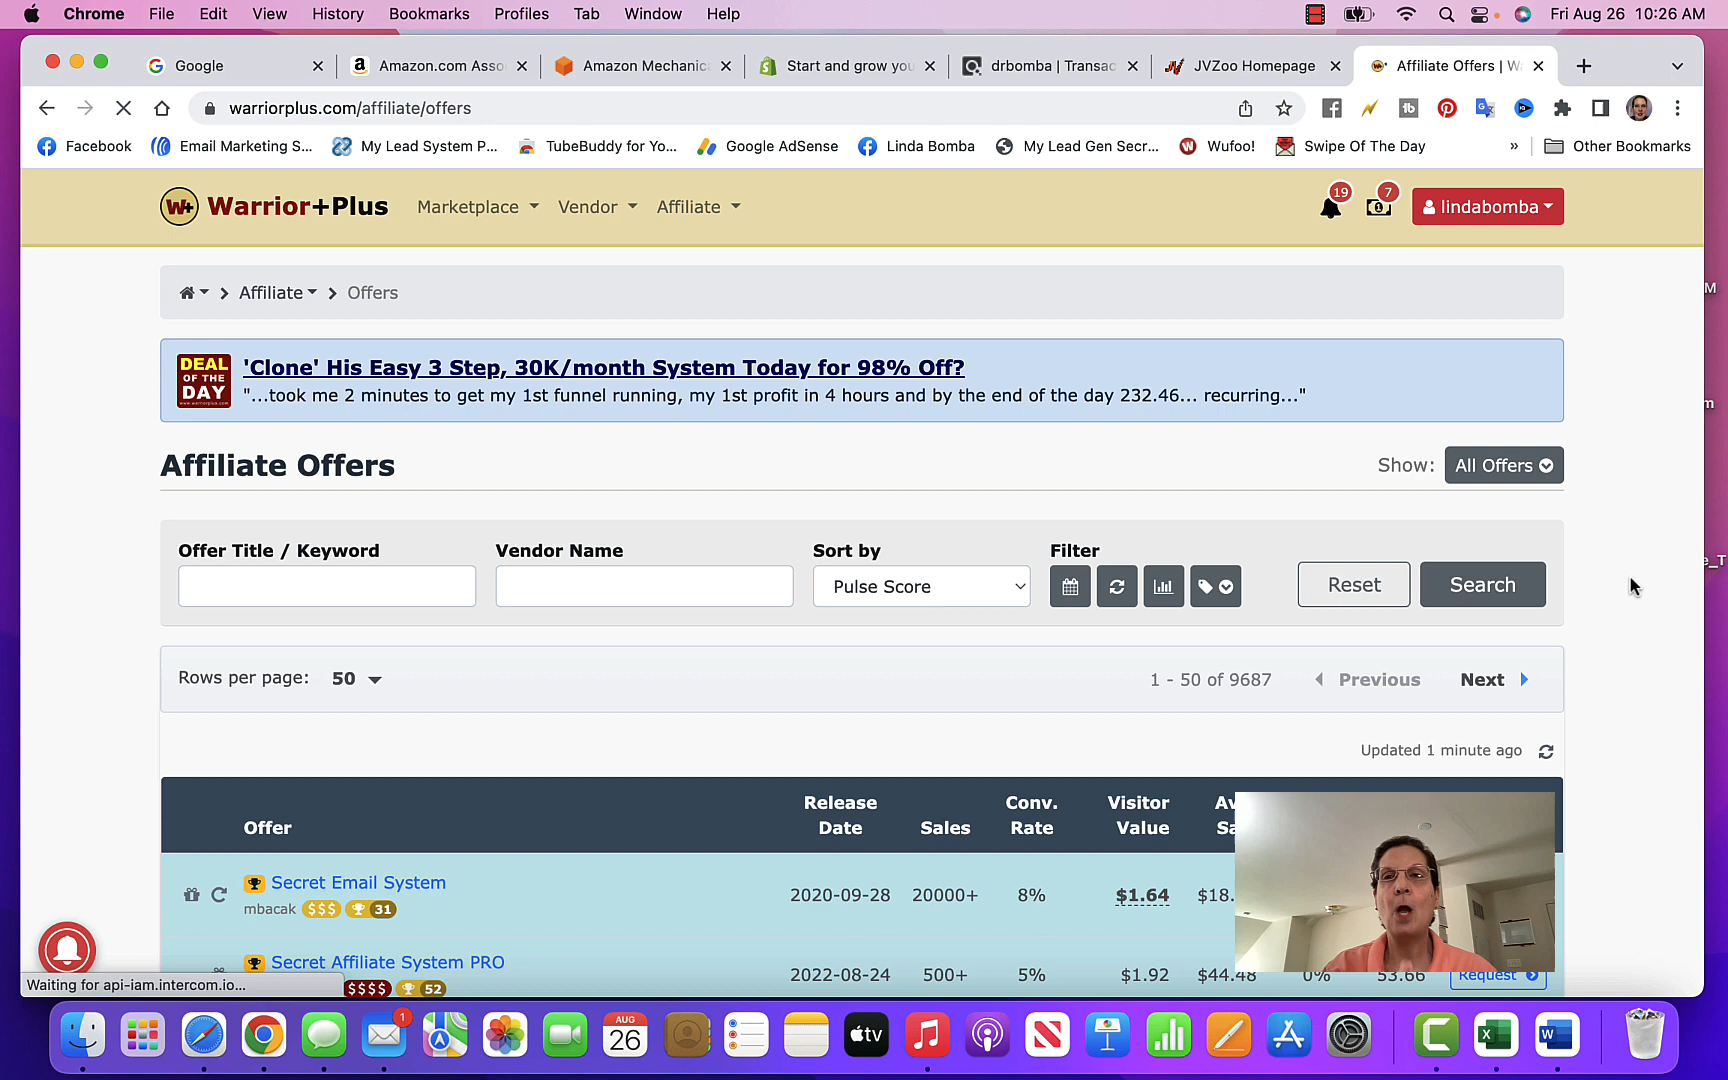 Chrome File Edit View History Bookmarks Profiles Tab Window Help Fri Aug 26 10:26 AM
Google Amazon.com Asso Amazon Mechanic Start and grow you drbomba | Transac JVZoo Homepage Affiliate Offers | W
warriorplus.com/affiliate/offers
Facebook Email Marketing S... My Lead System P... TubeBuddy for Yo... Google AdSense Linda Bomba My Lead Gen Secr... Wufoo! Swipe Of The Day » Other Bookmarks
W+ Warrior+Plus Marketplace Vendor Affiliate 19 7 lindabomba
Affiliate Offers
DEAL OF THE DAY
'Clone' His Easy 3 Step, 30K/month System Today for 98% Off?
"...took me 2 minutes to get my 1st funnel running, my 1st profit in 4 hours and by the end of the day 232.46... recurring..."
Affiliate Offers Show: All Offers
Offer Title / Keyword Vendor Name Sort by Filter
Pulse Score Reset Search
Rows per page: 50 1 - 50 of 9687 Previous Next
Updated 1 minute ago
Offer Release Date Sales Conv. Rate Visitor Value
Secret Email System 2020-09-28 20000+ 8% $1.64 $18.
mbacak $$$ 31
Secret Affiliate System PRO 2022-08-24 500+ 5% $1.92 $44.48 0% 53.66 Request
$$$$ 52
Waiting for api-iam.intercom.io...
1
AUG
26
tv